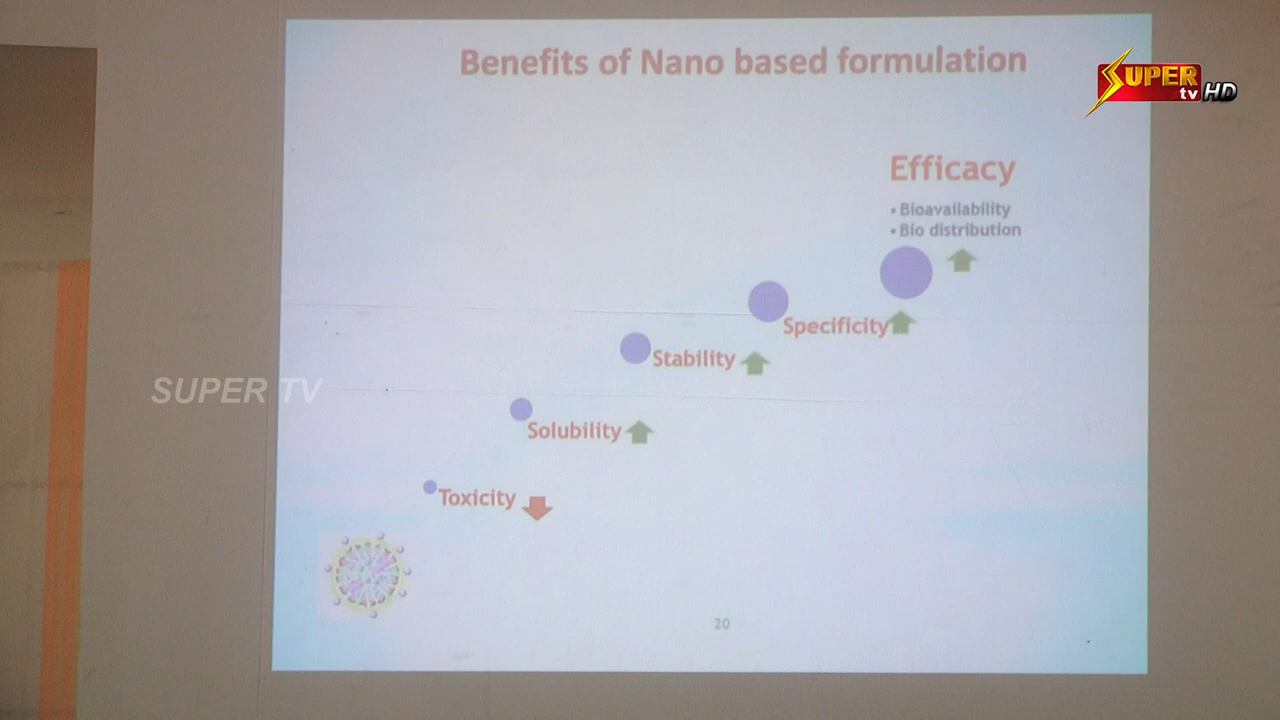 Benefits of Nano based formulation
SUPER
tv HD
Efficacy
• Bioavailability
• Bio distribution
Specificity
Stability
SUPER TV
Solubility
Toxicity
20